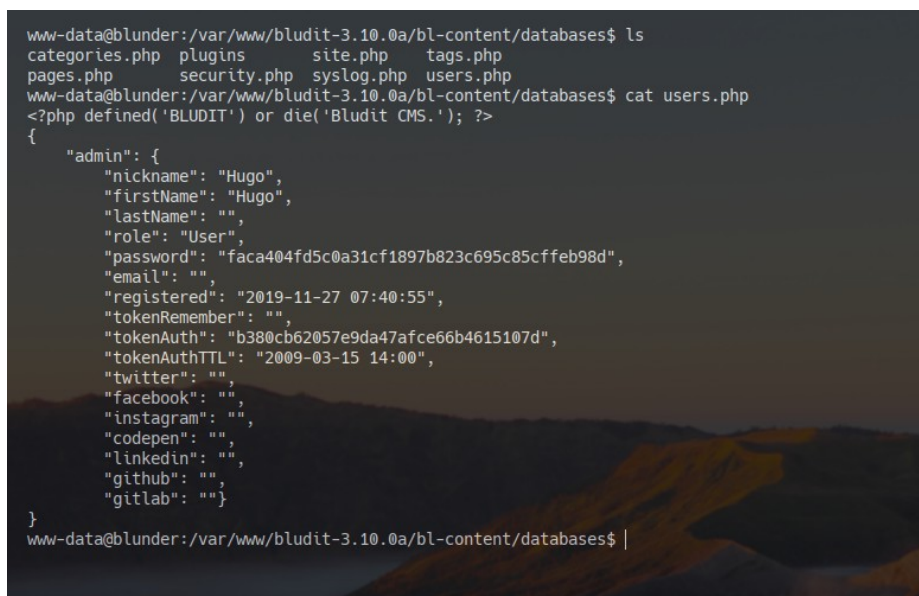 www-data@blunder:/var/www/bludit-3.10.0a/bl-content/databases$ ls
categories.php  plugins       site.php    tags.php
pages.php       security.php  syslog.php  users.php
www-data@blunder:/var/www/bludit-3.10.0a/bl-content/databases$ cat users.php
<?php defined('BLUDIT') or die('Bludit CMS.'); ?>
{
    "admin": {
        "nickname": "Hugo",
        "firstName": "Hugo",
        "lastName": "",
        "role": "User",
        "password": "faca404fd5c0a31cf1897b823c695c85cffeb98d",
        "email": "",
        "registered": "2019-11-27 07:40:55",
        "tokenRemember": "",
        "tokenAuth": "b380cb62057e9da47afce66b4615107d",
        "tokenAuthTTL": "2009-03-15 14:00",
        "twitter": "",
        "facebook": "",
        "instagram": "",
        "codepen": "",
        "linkedin": "",
        "github": "",
        "gitlab": ""}
}
www-data@blunder:/var/www/bludit-3.10.0a/bl-content/databases$